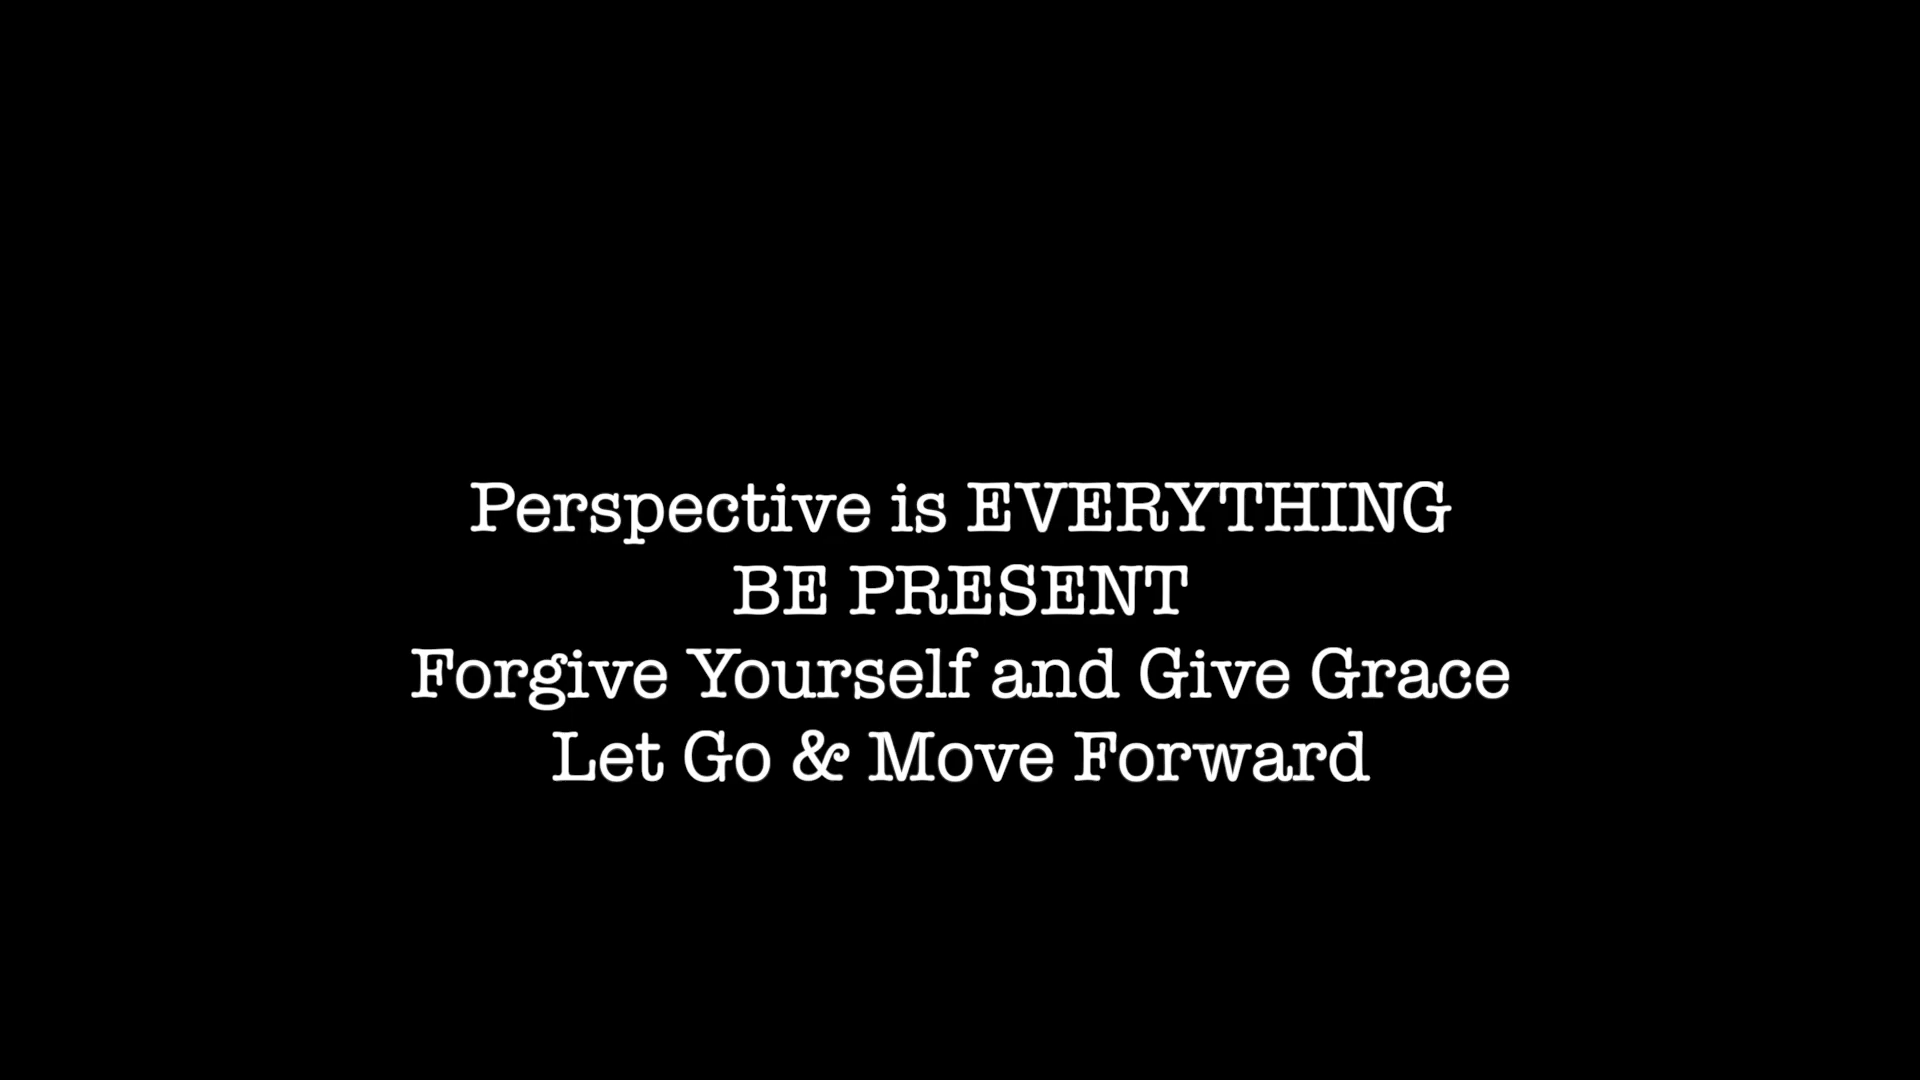 Perspective is EVERYTHING
BE PRESENT
Forgive Yourself and Give Grace
Let Go & Move Forward